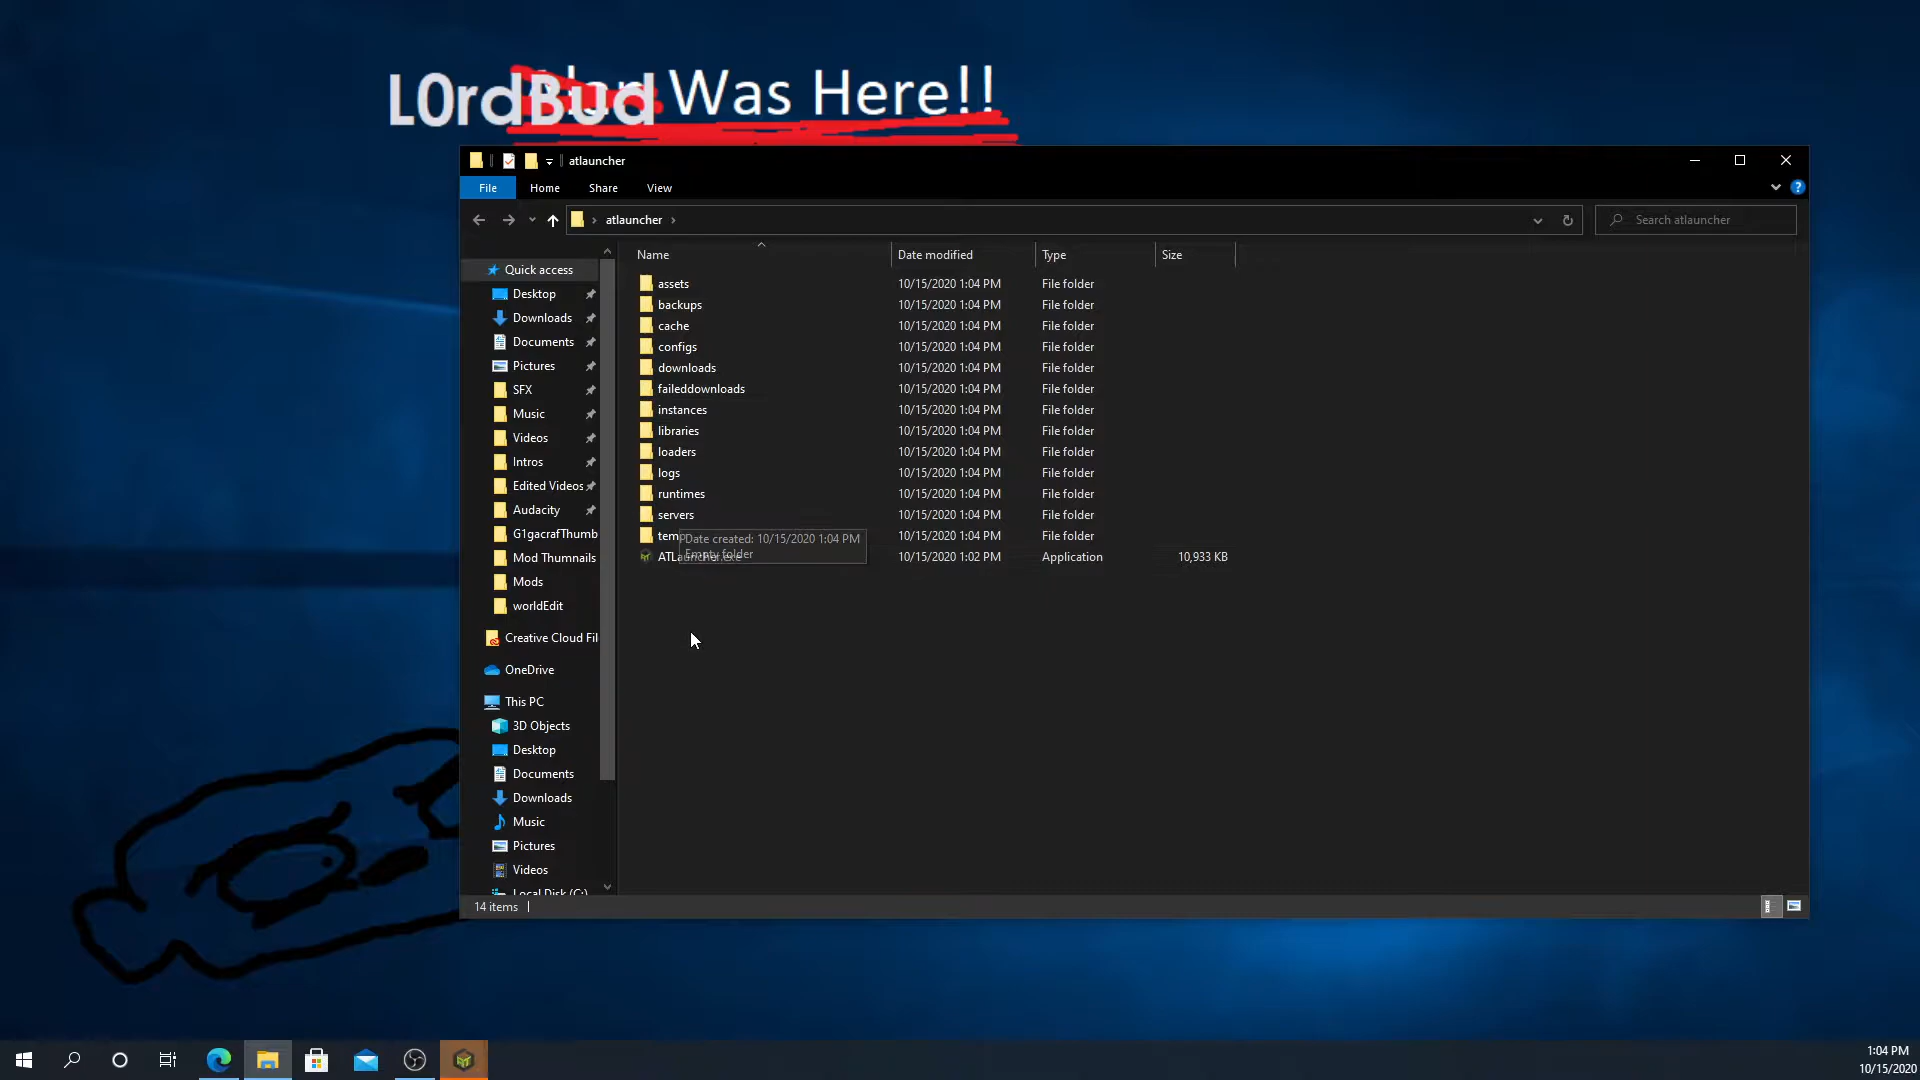 L0rdBud Was Here!!
atlauncher
File Home Share View
atlauncher
Search atlauncher
Name Date modified Type Size
Quick access
Desktop
Downloads
Documents
Pictures
SFX
Music
Videos
Intros
Edited Videos
Audacity
G1gacrafThumb
Mod Thumnails
Mods
worldEdit
Creative Cloud Fil
OneDrive
This PC
3D Objects
Desktop
Documents
Downloads
Music
Pictures
Videos
Local Disk (C:)
assets 10/15/2020 1:04 PM File folder
backups 10/15/2020 1:04 PM File folder
cache 10/15/2020 1:04 PM File folder
configs 10/15/2020 1:04 PM File folder
downloads 10/15/2020 1:04 PM File folder
faileddownloads 10/15/2020 1:04 PM File folder
instances 10/15/2020 1:04 PM File folder
libraries 10/15/2020 1:04 PM File folder
loaders 10/15/2020 1:04 PM File folder
logs 10/15/2020 1:04 PM File folder
runtimes 10/15/2020 1:04 PM File folder
servers 10/15/2020 1:04 PM File folder
tem 10/15/2020 1:04 PM File folder
Date created: 10/15/2020 1:04 PM
Empty folder
ATLauncher.exe 10/15/2020 1:02 PM Application 10,933 KB
14 items
1:04 PM
10/15/2020